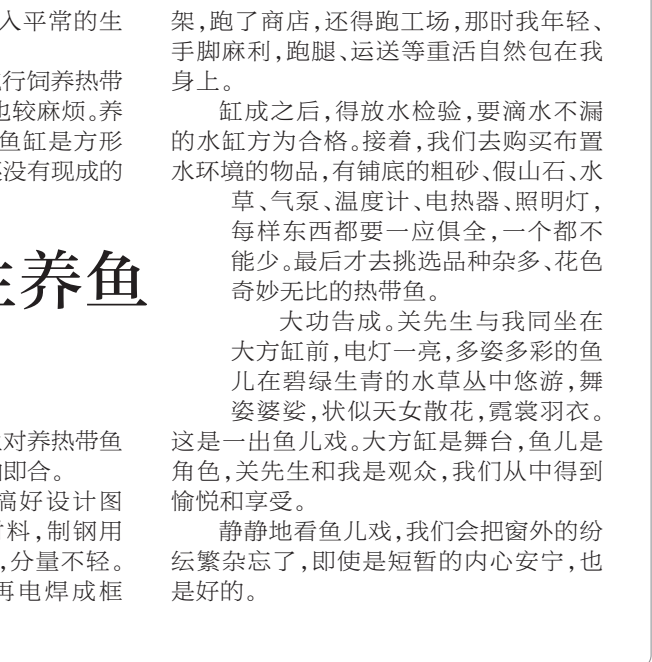 入平常的生
行饲养热带
也较麻烦。养
鱼缸是方形
没有现成的
养鱼
对养热带鱼
即合。
搞好设计图
材料,制钢用
,分量不轻。
再电焊成框
架,跑了商店,还得跑工场,那时我年轻、
手脚麻利,跑腿、运送等重活自然包在我
身上。
缸成之后,得放水检验,要滴水不漏
的水缸方为合格。接着,我们去购买布置
水环境的物品,有铺底的粗砂、假山石、水
草、气泵、温度计、电热器、照明灯,
每样东西都要一应俱全,一个都不
能少。最后才去挑选品种杂多、花色
奇妙无比的热带鱼。
大功告成。关先生与我同坐在
大方缸前,电灯一亮,多姿多彩的鱼
儿在碧绿生青的水草丛中悠游,舞
姿婆娑,状似天女散花,霓裳羽衣。
这是一出鱼儿戏。大方缸是舞台,鱼儿是
角色,关先生和我是观众,我们从中得到
愉悦和享受。
静静地看鱼儿戏,我们会把窗外的纷
纭繁杂忘了,即使是短暂的内心安宁,也
是好的。